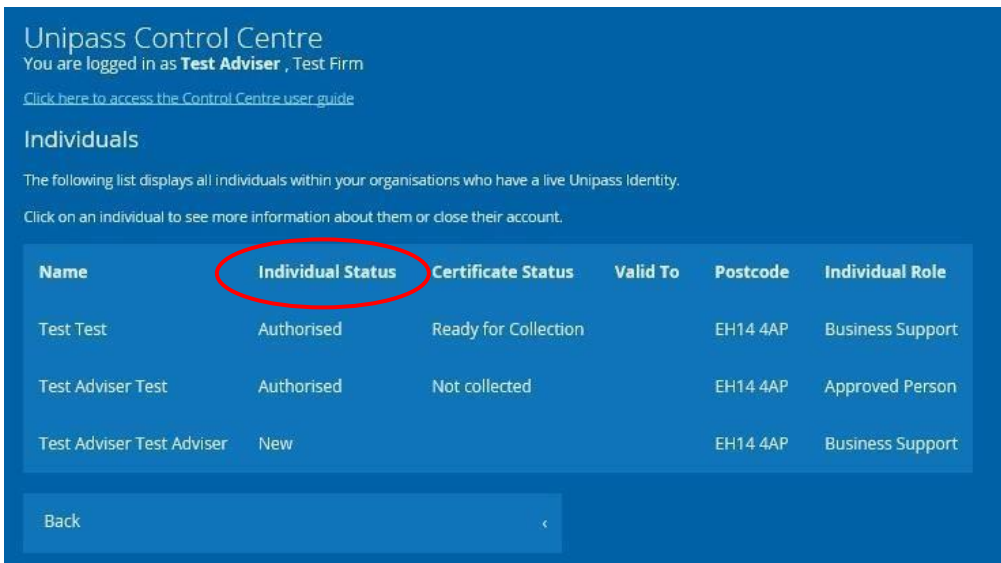 Unipass Control Centre
You are logged in as Test Adviser , Test Firm
Click here to access the Control Centre user guide
Individuals
The following list displays all individuals within your organisations who have a live Unipass Identity.
Click on an individual to see more information about them or close their account.
Name Individual Status Certificate Status Valid To Postcode Individual Role
Test Test Authorised Ready for Collection EH14 4AP Business Support
Test Adviser Test Authorised Not collected EH14 4AP Approved Person
Test Adviser Test Adviser New EH14 4AP Business Support
Back ‹